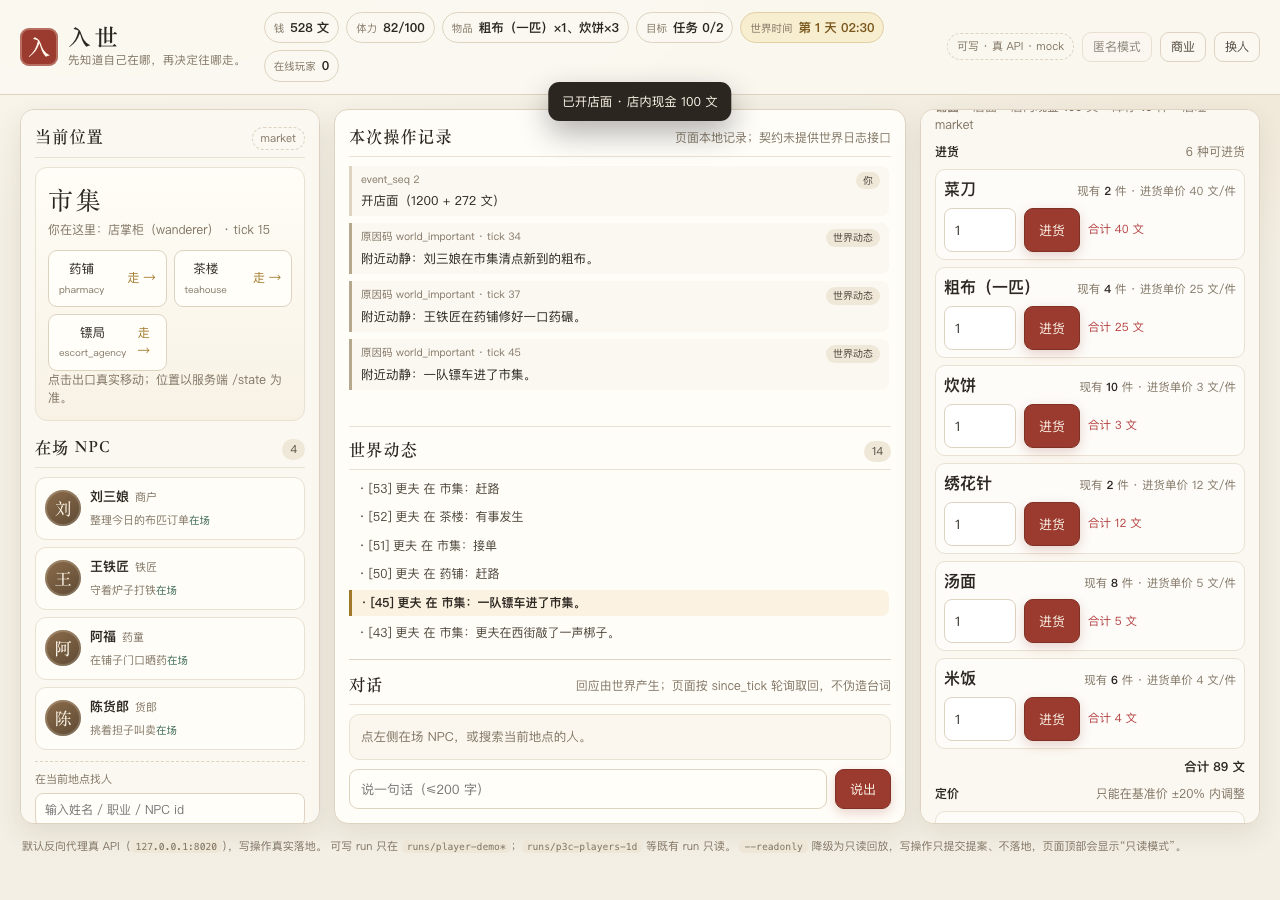 入
入世
先知道自己在哪，再决定往哪走。
钱 528 文
体力 82/100
物品 粗布（一匹）×1、炊饼×3
目标 任务 0/2
世界时间 第 1 天 02:30
在线玩家 0
可写 · 真 API · mock
匿名模式
商业
换人
已开店面 · 店内现金 100 文
当前位置
market
市集
你在这里：店掌柜（wanderer） · tick 15
药铺
pharmacy
走 →
茶楼
teahouse
走 →
镖局
escort_agency
走
→
点击出口真实移动；位置以服务端 /state 为
准。
在场 NPC
4
刘
刘三娘 商户
整理今日的布匹订单在场
王
王铁匠 铁匠
守着炉子打铁在场
阿
阿福 药童
在铺子门口晒药在场
陈
陈货郎 货郎
挑着担子叫卖在场
在当前地点找人
输入姓名 / 职业 / NPC id
本次操作记录
页面本地记录；契约未提供世界日志接口
event_seq 2
你
开店面（1200 + 272 文）
原因码 world_important · tick 34
世界动态
附近动静：刘三娘在市集清点新到的粗布。
原因码 world_important · tick 37
世界动态
附近动静：王铁匠在药铺修好一口药碾。
原因码 world_important · tick 45
世界动态
附近动静：一队镖车进了市集。
世界动态
14
· [53] 更夫 在 市集：赶路
· [52] 更夫 在 茶楼：有事发生
· [51] 更夫 在 市集：接单
· [50] 更夫 在 药铺：赶路
· [45] 更夫 在 市集：一队镖车进了市集。
· [43] 更夫 在 市集：更夫在西街敲了一声梆子。
对话
回应由世界产生；页面按 since_tick 轮询取回，不伪造台词
点左侧在场 NPC，或搜索当前地点的人。
说一句话（≤200 字）
说出
market
进货
6 种可进货
菜刀
现有 2 件 · 进货单价 40 文/件
1
进货
合计 40 文
粗布（一匹）
现有 4 件 · 进货单价 25 文/件
1
进货
合计 25 文
炊饼
现有 10 件 · 进货单价 3 文/件
1
进货
合计 3 文
绣花针
现有 2 件 · 进货单价 12 文/件
1
进货
合计 12 文
汤面
现有 8 件 · 进货单价 5 文/件
1
进货
合计 5 文
米饭
现有 6 件 · 进货单价 4 文/件
1
进货
合计 4 文
合计 89 文
定价
只能在基准价 ±20% 内调整
默认反向代理真 API（ 127.0.0.1:8020 ），写操作真实落地。 可写 run 只在 runs/player-demo* ； runs/p3c-players-1d 等既有 run 只读。 --readonly 降级为只读回放，写操作只提交提案、不落地，页面顶部会显示“只读模式”。